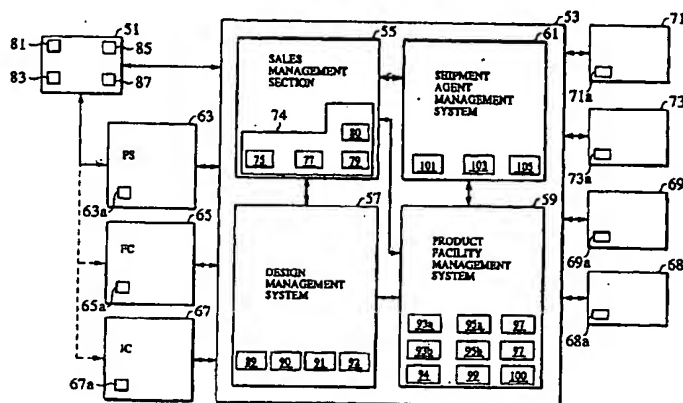 81
85
51
83
87
53
55
61
71
SALES
MANAGEMENT
SECTION
SHIPMENT
AGENT
MANAGEMENT
SYSTEM
71a
74
80
75
77
79
101
103
105
73
73a
63
PS
63a
57
59
69
69a
65
FC
65a
DESIGN
MANAGEMENT
SYSTEM
PRODUCT
FACILITY
MANAGEMENT
SYSTEM
68
68a
67
IC
67a
93a
95a
97
93b
95b
97
94
99
100
89
90
91
92